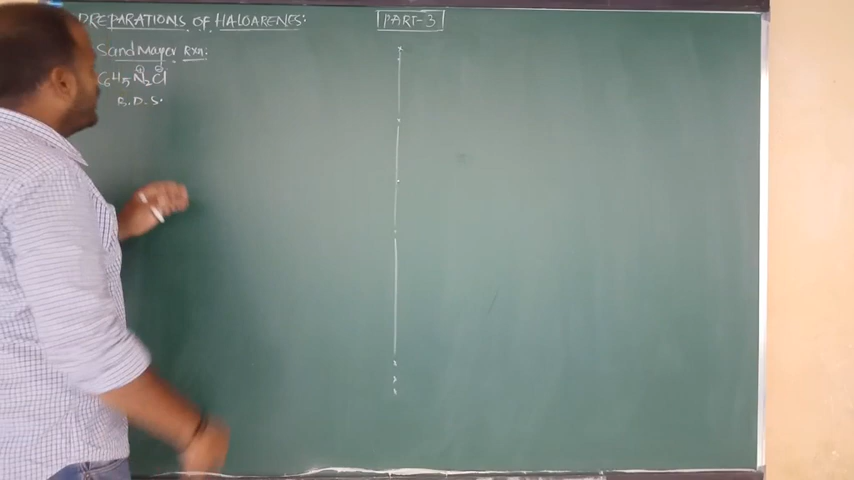 PREPARATIONS OF HALOARENES:
PART-3
SandMayer Rxn:
C6H5N2Cl
B.D.S.